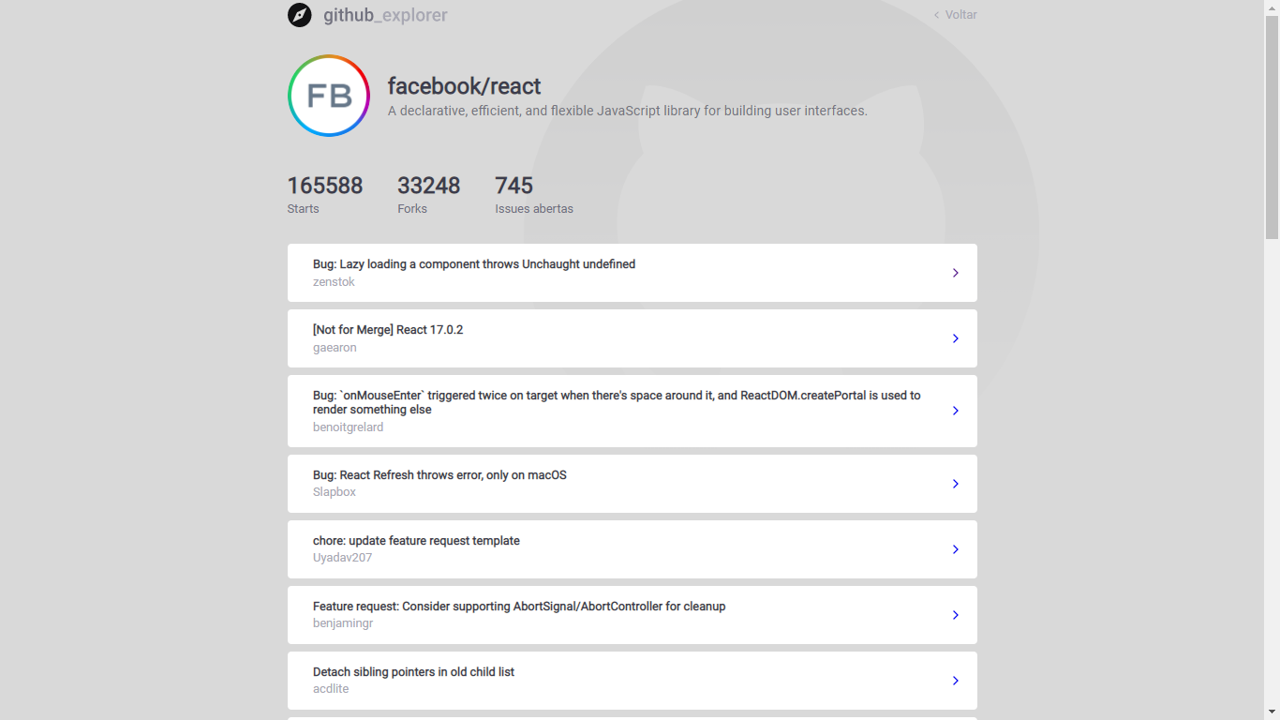 github_explorer
Voltar
FB
facebook/react
A declarative, efficient, and flexible JavaScript library for building user interfaces.
165588 33248 745
Starts Forks Issues abertas
Bug: Lazy loading a component throws Unchaught undefined
zenstok
[Not for Merge] React 17.0.2
gaearon
Bug: `onMouseEnter` triggered twice on target when there's space around it, and ReactDOM.createPortal is used to
render something else
benoitgrelard
Bug: React Refresh throws error, only on macOS
Slapbox
chore: update feature request template
Uyadav207
Feature request: Consider supporting AbortSignal/AbortController for cleanup
benjamingr
Detach sibling pointers in old child list
acdlite